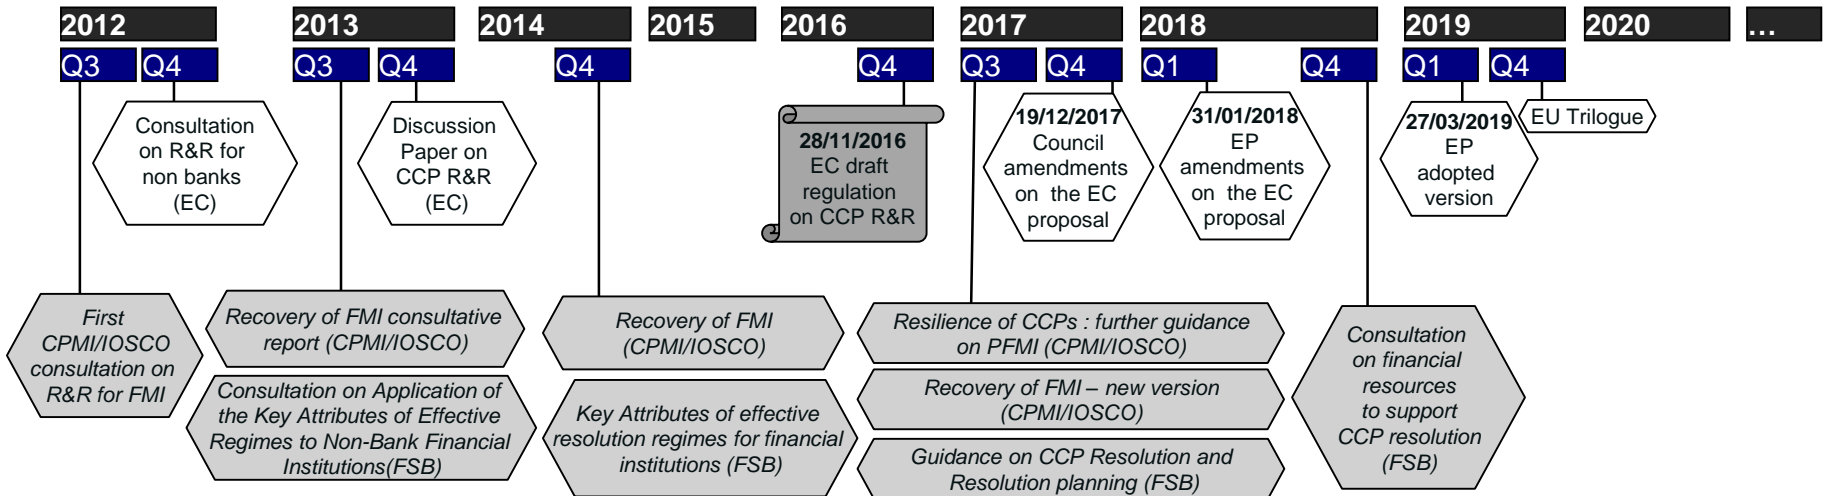 2012 2013 2014 2015 2016 2017 2018 2019 2020 ...
Q3 Q4 Q3 Q4 Q4 Q4 Q3 Q4 Q1 Q4 Q1 Q4
Consultation
on R&R for
non banks
(EC)
Discussion
Paper on
CCP R&R
(EC)
28/11/2016
EC draft
regulation
on CCP R&R
19/12/2017
Council
amendments
on the EC
proposal
31/01/2018
EP
amendments
on the EC
proposal
27/03/2019
EP
adopted
version
EU Trilogue
First
CPMI/IOSCO
consultation on
R&R for FMI
Recovery of FMI consultative
report (CPMI/IOSCO)
Consultation on Application of
the Key Attributes of Effective
Regimes to Non-Bank Financial
Institutions(FSB)
Recovery of FMI
(CPMI/IOSCO)
Key Attributes of effective
resolution regimes for financial
institutions (FSB)
Resilience of CCPs : further guidance
on PFMI (CPMI/IOSCO)
Recovery of FMI – new version
(CPMI/IOSCO)
Guidance on CCP Resolution and
Resolution planning (FSB)
Consultation
on financial
resources
to support
CCP resolution
(FSB)